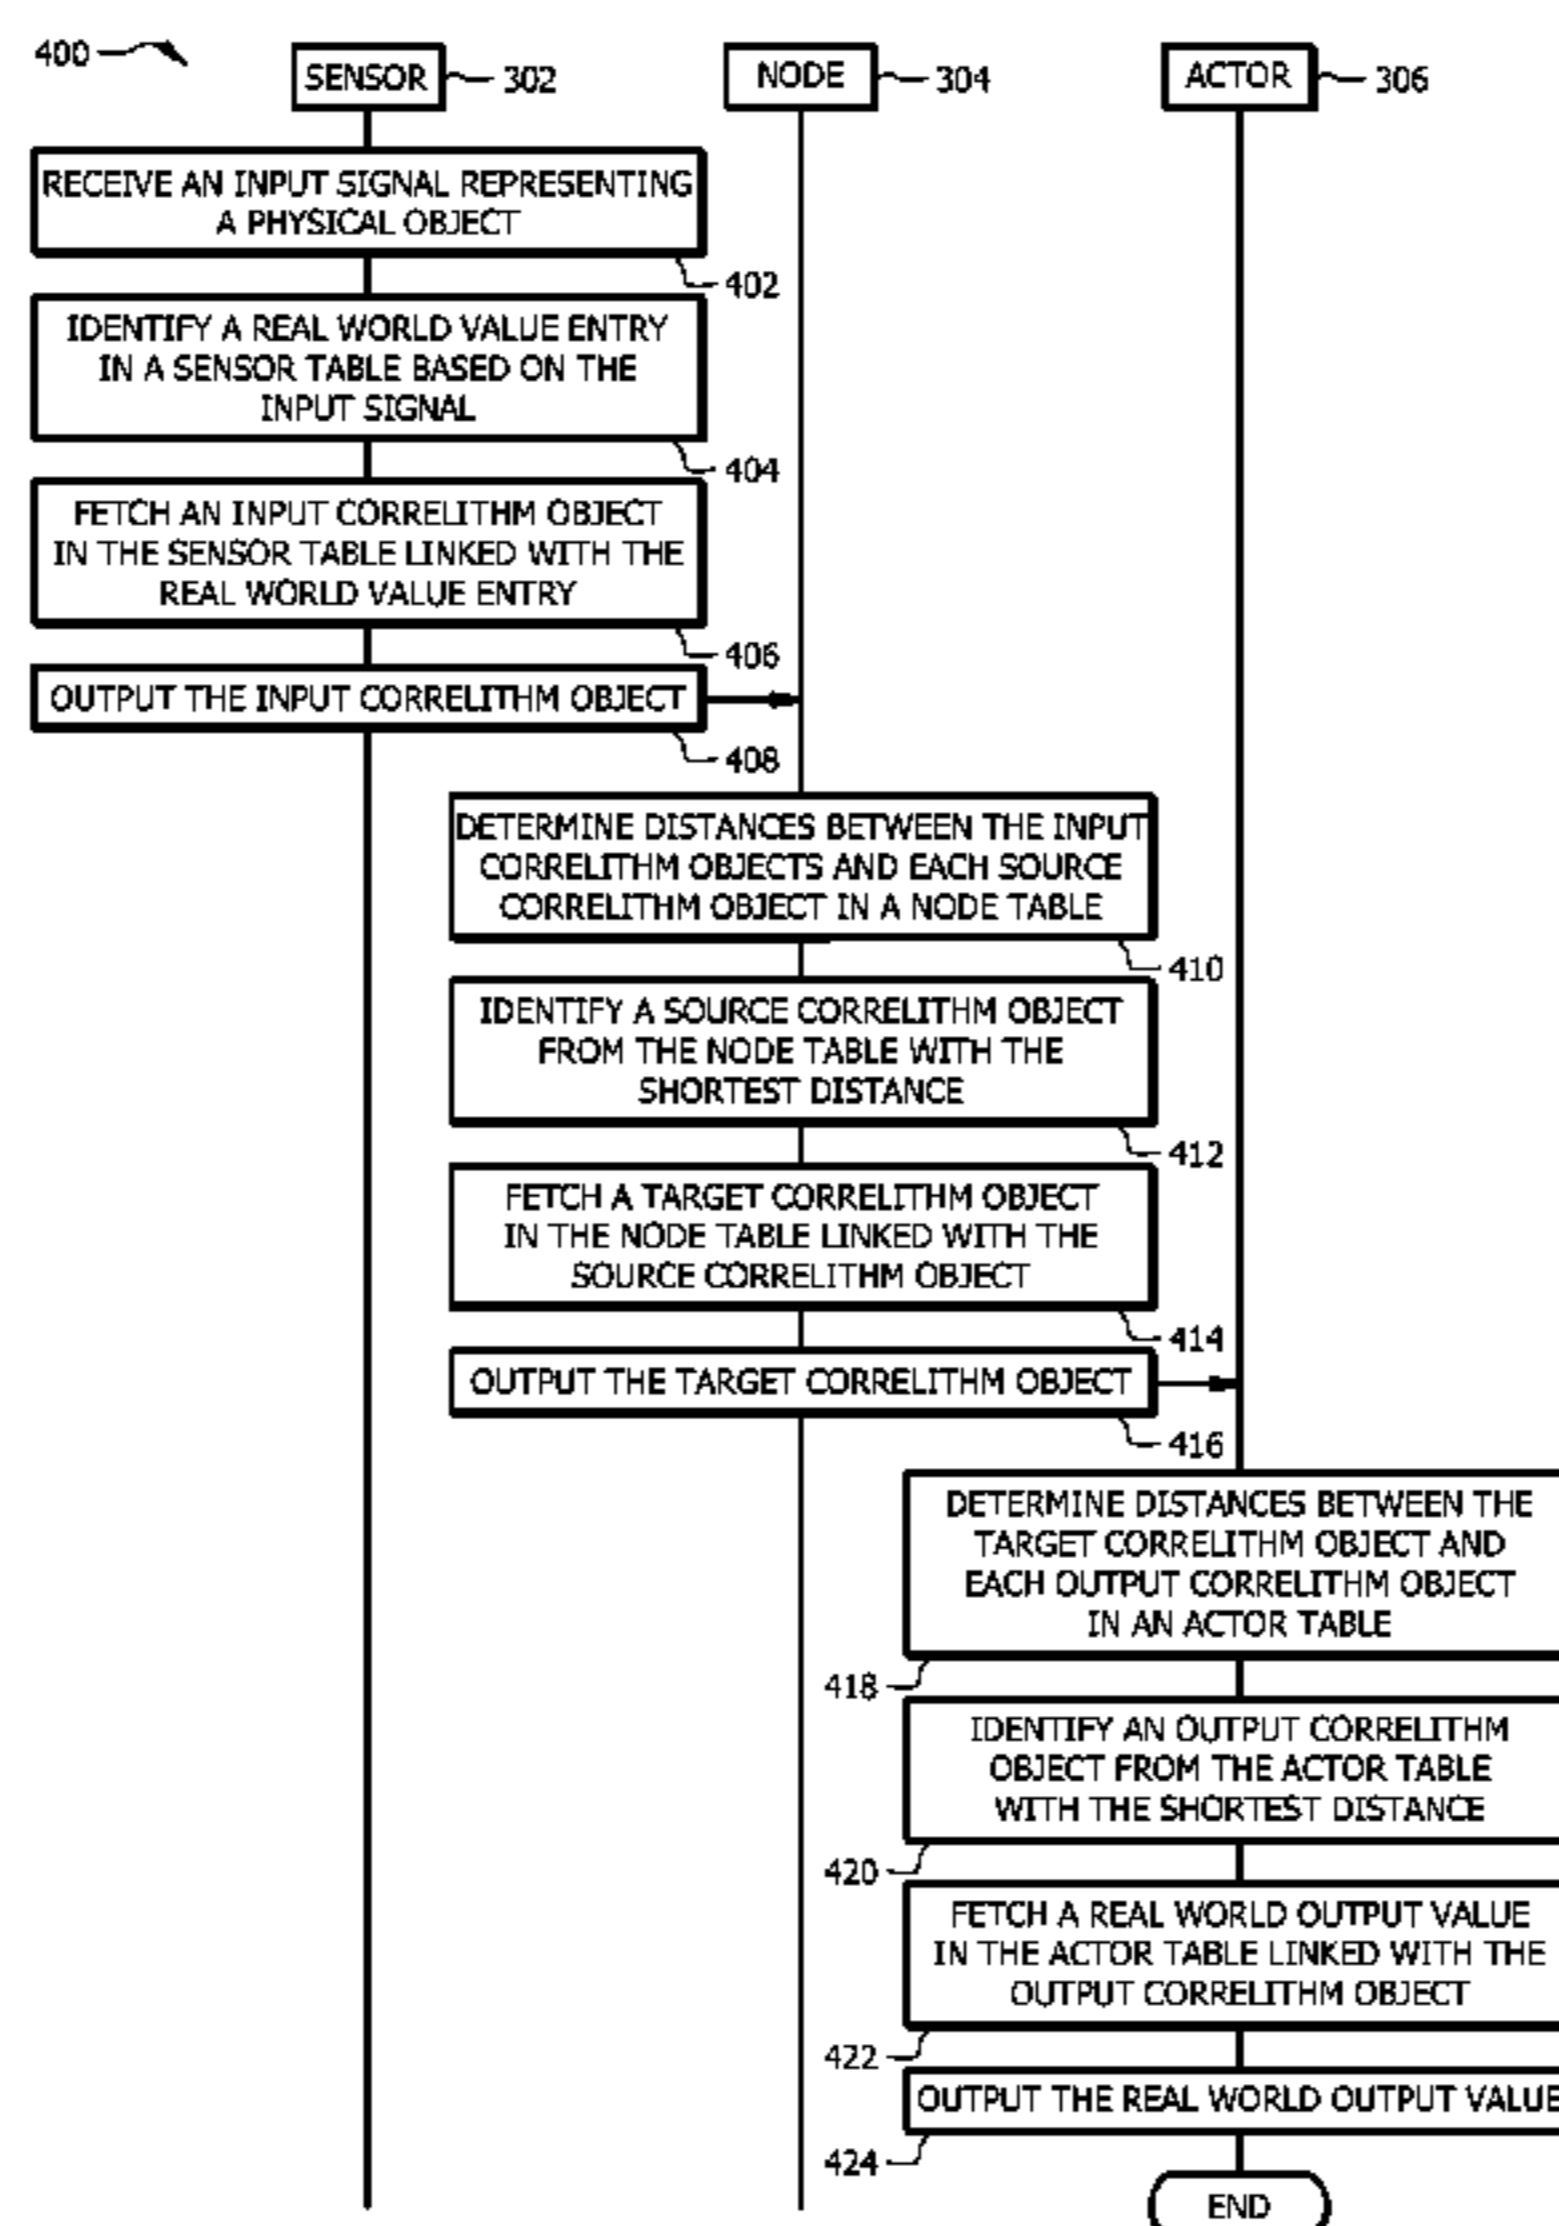 400
SENSOR
302
NODE
304
ACTOR
306
RECEIVE AN INPUT SIGNAL REPRESENTING
A PHYSICAL OBJECT
402
IDENTIFY A REAL WORLD VALUE ENTRY
IN A SENSOR TABLE BASED ON THE
INPUT SIGNAL
404
FETCH AN INPUT CORRELITHM OBJECT
IN THE SENSOR TABLE LINKED WITH THE
REAL WORLD VALUE ENTRY
406
OUTPUT THE INPUT CORRELITHM OBJECT
408
DETERMINE DISTANCES BETWEEN THE INPUT
CORRELITHM OBJECTS AND EACH SOURCE
CORRELITHM OBJECT IN A NODE TABLE
410
IDENTIFY A SOURCE CORRELITHM OBJECT
FROM THE NODE TABLE WITH THE
SHORTEST DISTANCE
412
FETCH A TARGET CORRELITHM OBJECT
IN THE NODE TABLE LINKED WITH THE
SOURCE CORRELITHM OBJECT
414
OUTPUT THE TARGET CORRELITHM OBJECT
416
DETERMINE DISTANCES BETWEEN THE
TARGET CORRELITHM OBJECT AND
EACH OUTPUT CORRELITHM OBJECT
IN AN ACTOR TABLE
418
IDENTIFY AN OUTPUT CORRELITHM
OBJECT FROM THE ACTOR TABLE
WITH THE SHORTEST DISTANCE
420
FETCH A REAL WORLD OUTPUT VALUE
IN THE ACTOR TABLE LINKED WITH THE
OUTPUT CORRELITHM OBJECT
422
OUTPUT THE REAL WORLD OUTPUT VALUE
424
END